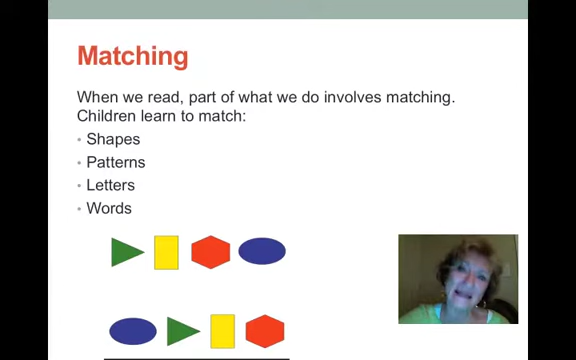 Matching
When we read, part of what we do involves matching.
Children learn to match:
• Shapes
• Patterns
• Letters
• Words